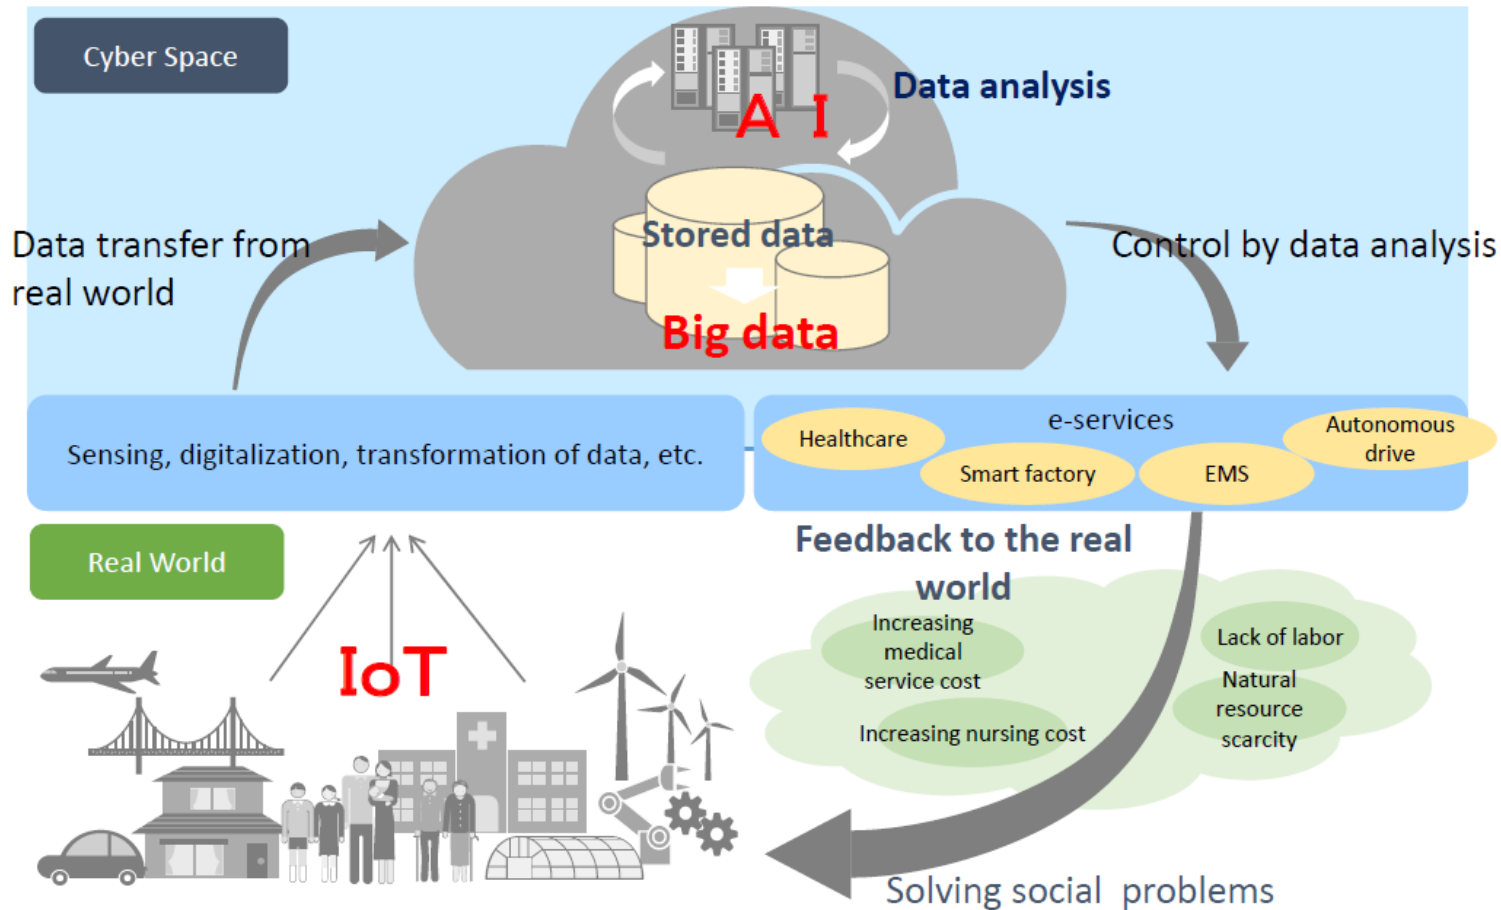 Cyber Space
A I
Data analysis
Stored data
Big data
Data transfer from
real world
Control by data analysis
Sensing, digitalization, transformation of data, etc.
e-services
Healthcare
Smart factory
EMS
Autonomous
drive
Real World
IoT
Feedback to the real
world
Increasing
medical
service cost
Increasing nursing cost
Lack of labor
Natural
resource
scarcity
Solving social problems